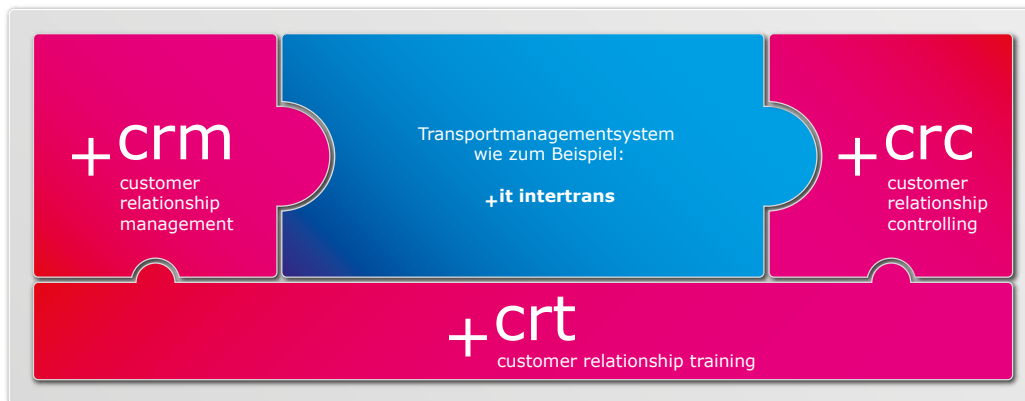 +crm
customer
relationship
management
Transportmanagementsystem
wie zum Beispiel:
+it intertrans
+crc
customer
relationship
controlling
+crt
customer relationship training